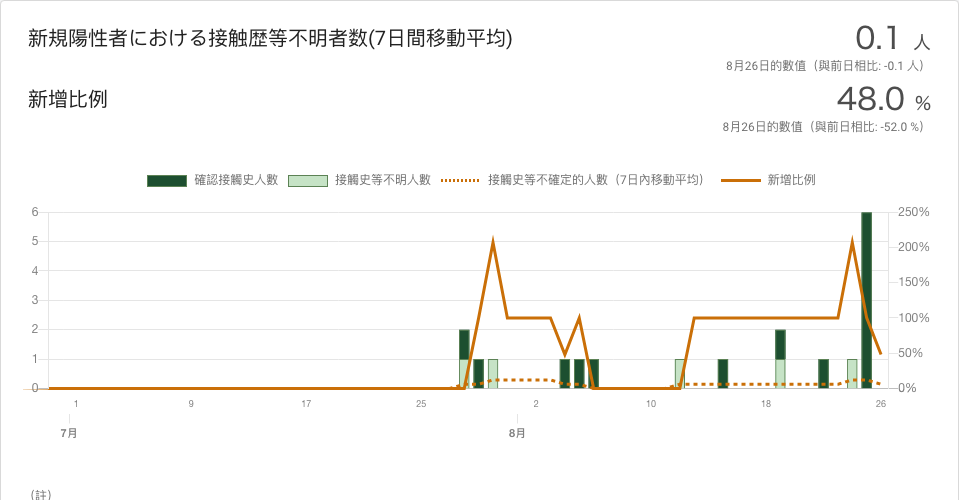 新規陽性者における接触歴等不明者数(7日間移動平均)
0.1 人
8月26日的數值（與前日相比: -0.1 人）
新增比例
48.0 %
8月26日的數值（與前日相比: -52.0 %）
確認接觸史人數 接觸史等不明人數 接觸史等不確定的人數（7日內移動平均） 新增比例
6 250%
5 200%
4 150%
3 100%
2 50%
1 0%
0
1 9 17 25 2 10 18 26
7月 8月
（註）